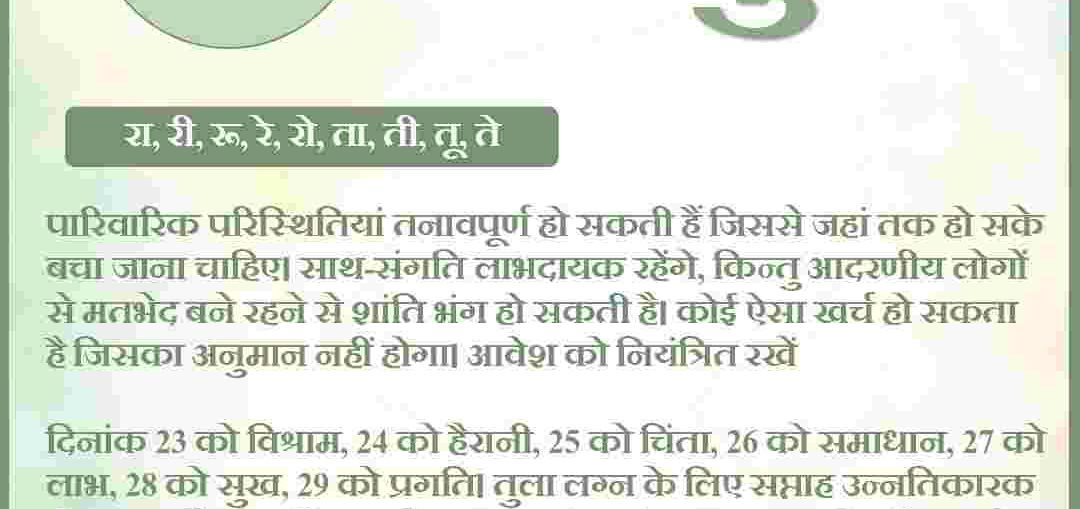 रा, री, रू, रे, रो, ता, ती, तू, ते
पारिवारिक परिस्थितियां तनावपूर्ण हो सकती हैं जिससे जहां तक हो सके
बचा जाना चाहिए। साथ-संगति लाभदायक रहेंगे, किन्तु आदरणीय लोगों
से मतभेद बने रहने से शांति भंग हो सकती है। कोई ऐसा खर्च हो सकता
है जिसका अनुमान नहीं होगा। आवेश को नियंत्रित रखें
दिनांक 23 को विश्राम, 24 को हैरानी, 25 को चिंता, 26 को समाधान, 27 को
लाभ, 28 को सुख, 29 को प्रगति। तुला लग्न के लिए सप्ताह उन्नतिकारक